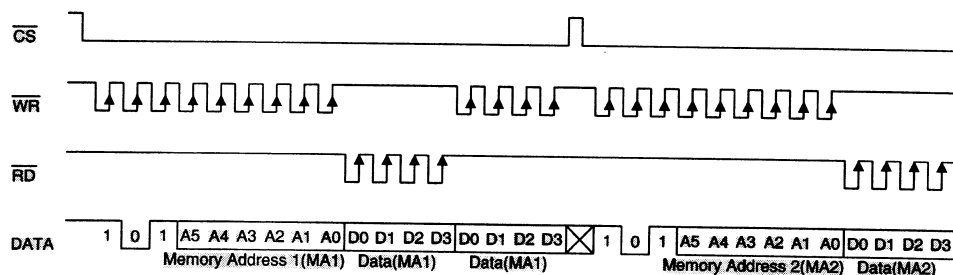 CS
WR
RD
DATA 1 0 1 A5 A4 A3 A2 A1 A0 D0 D1 D2 D3 D0 D1 D2 D3 1 0 1 A5 A4 A3 A2 A1 A0 D0 D1 D2 D3
Memory Address 1(MA1) Data(MA1) Data(MA1) Memory Address 2(MA2) Data(MA2)